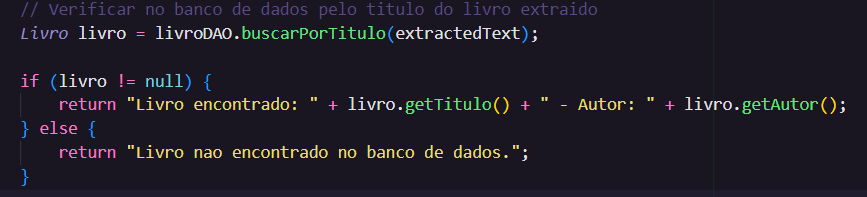 // Verificar no banco de dados pelo titulo do livro extraido
Livro livro = livroDAO.buscarPorTitulo(extractedText);
if (livro != null) {
return "Livro encontrado: " + livro.getTitulo() + " - Autor: " + livro.getAutor();
} else {
return "Livro nao encontrado no banco de dados.";
}